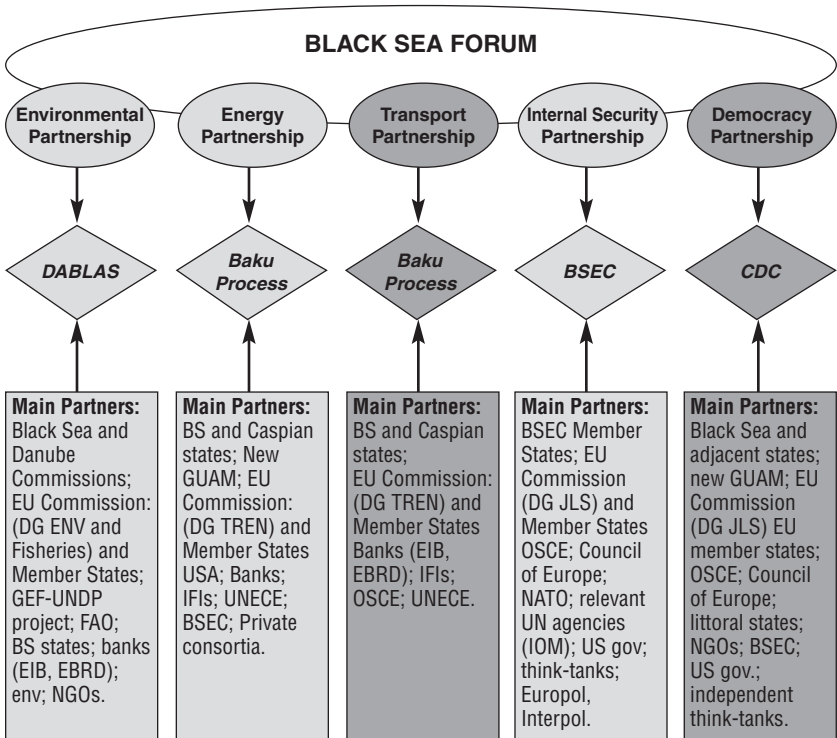 BLACK SEA FORUM
Environmental
Partnership
Energy
Partnership
Transport
Partnership
Internal Security
Partnership
Democracy
Partnership
DABLAS
Baku
Process
Baku
Process
BSEC
CDC
Main Partners:
Black Sea and
Danube
Commissions;
EU Commission:
(DG ENV and
Fisheries) and
Member States;
GEF-UNDP
project; FAO;
BS states; banks
(EIB, EBRD);
env; NGOs.
Main Partners:
BS and Caspian
states; New
GUAM; EU
Commission:
(DG TREN) and
Member States
USA; Banks;
IFIs; UNECE;
BSEC; Private
consortia.
Main Partners:
BS and Caspian
states;
EU Commission:
(DG TREN) and
Member States
Banks (EIB,
EBRD); IFIs;
OSCE; UNECE.
Main Partners:
BSEC Member
States; EU
Commission
(DG JLS) and
Member States
OSCE; Council
of Europe;
NATO; relevant
UN agencies
(IOM); US gov;
think-tanks;
Europol,
Interpol.
Main Partners:
Black Sea and
adjacent states;
new GUAM; EU
Commission
(DG JLS) EU
member states;
OSCE; Council
of Europe;
littoral states;
NGOs; BSEC;
US gov.;
independent
think-tanks.